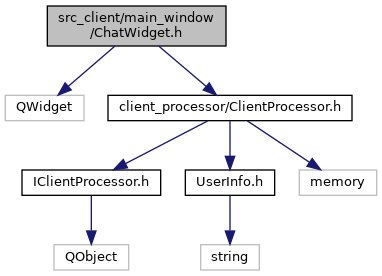 src_client/main_window
/ChatWidget.h
QWidget
client_processor/ClientProcessor.h
IClientProcessor.h
UserInfo.h
memory
QObject
string